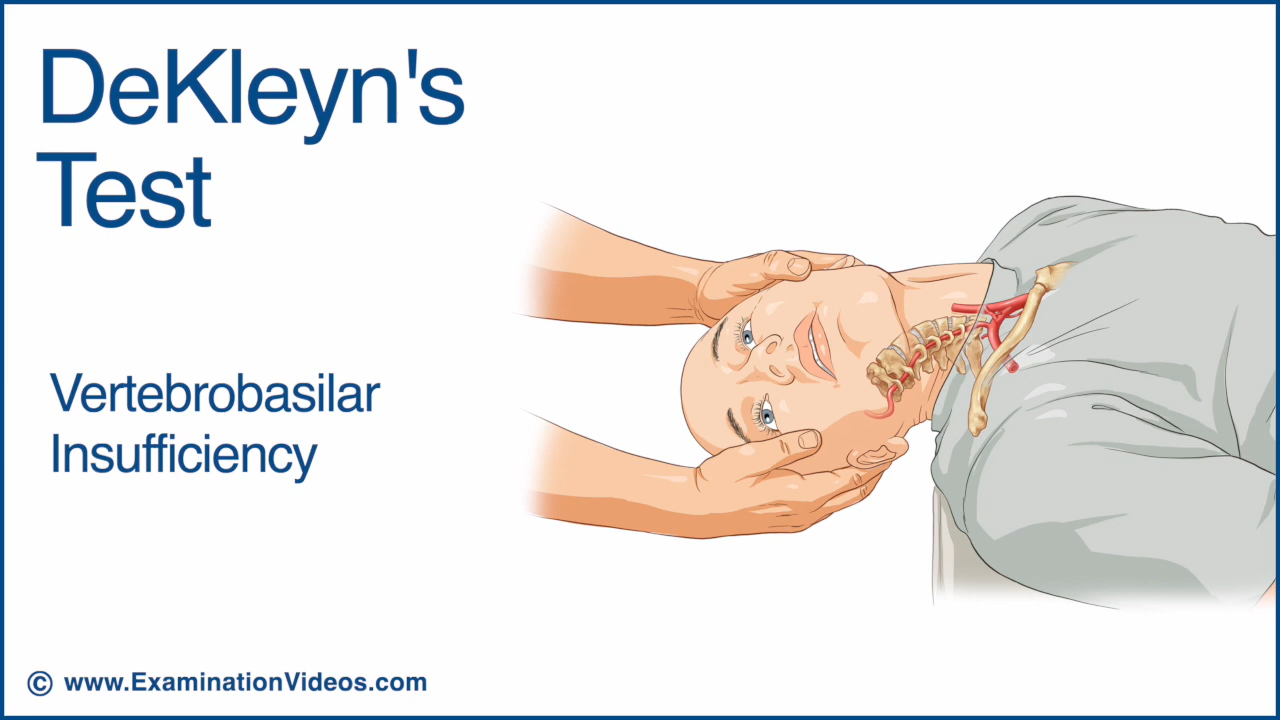 DeKleyn's
Test
Vertebrobasilar
Insufficiency
© www.ExaminationVideos.com